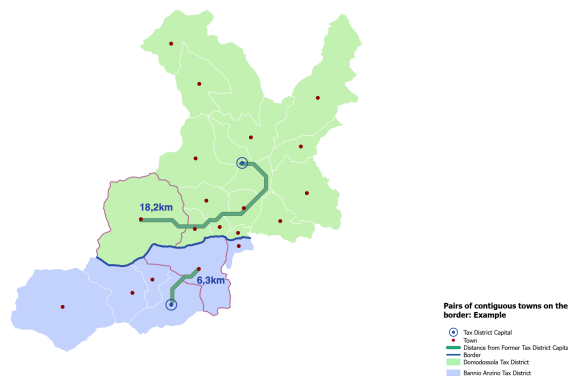 18,2km
6,3km
Pairs of contiguous towns on the
border: Example
Tax District Capital
Town
Distance from Former Tax District Capital
Border
Domodossola Tax District
Bannio Anzino Tax District